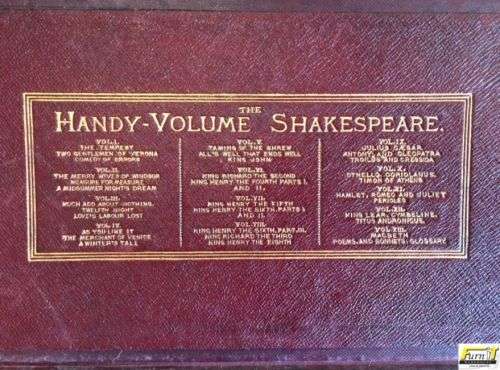 THE
HANDY-VOLUME SHAKESPEARE.
VOL. I.
THE TEMPEST
TWO GENTLEMEN OF VERONA
COMEDY OF ERRORS
VOL. II.
THE MERRY WIVES OF WINDSOR
MEASURE FOR MEASURE
A MIDSUMMER NIGHT'S DREAM
VOL. III.
MUCH ADO ABOUT NOTHING,
TWELFTH NIGHT
LOVE'S LABOUR LOST
VOL. IV.
AS YOU LIKE IT
THE MERCHANT OF VENICE
A WINTER'S TALE
VOL. V.
TAMING OF THE SHREW
ALL'S WELL THAT ENDS WELL
KING JOHN
VOL. VI.
KING RICHARD THE SECOND
KING HENRY THE FOURTH PARTS I.
AND II.
VOL. VII.
KING HENRY THE FIFTH
KING HENRY THE SIXTH, PARTS I
AND II.
VOL. VIII.
KING HENRY THE SIXTH, PART III.
KING RICHARD THE THIRD
KING HENRY THE EIGHTH
VOL. IX.
JULIUS CÆSAR
ANTONY AND CLEOPATRA
TROILUS AND CRESSIDA
VOL. X.
OTHELLO, CORIOLANUS,
TIMON OF ATHENS
VOL. XI.
HAMLET, ROMEO AND JULIET
PERICLES
VOL. XII.
KING LEAR, CYMBELINE,
TITUS ANDRONICUS,
VOL. XIII.
MACBETH
POEMS, AND SONNETS; GLOSSARY